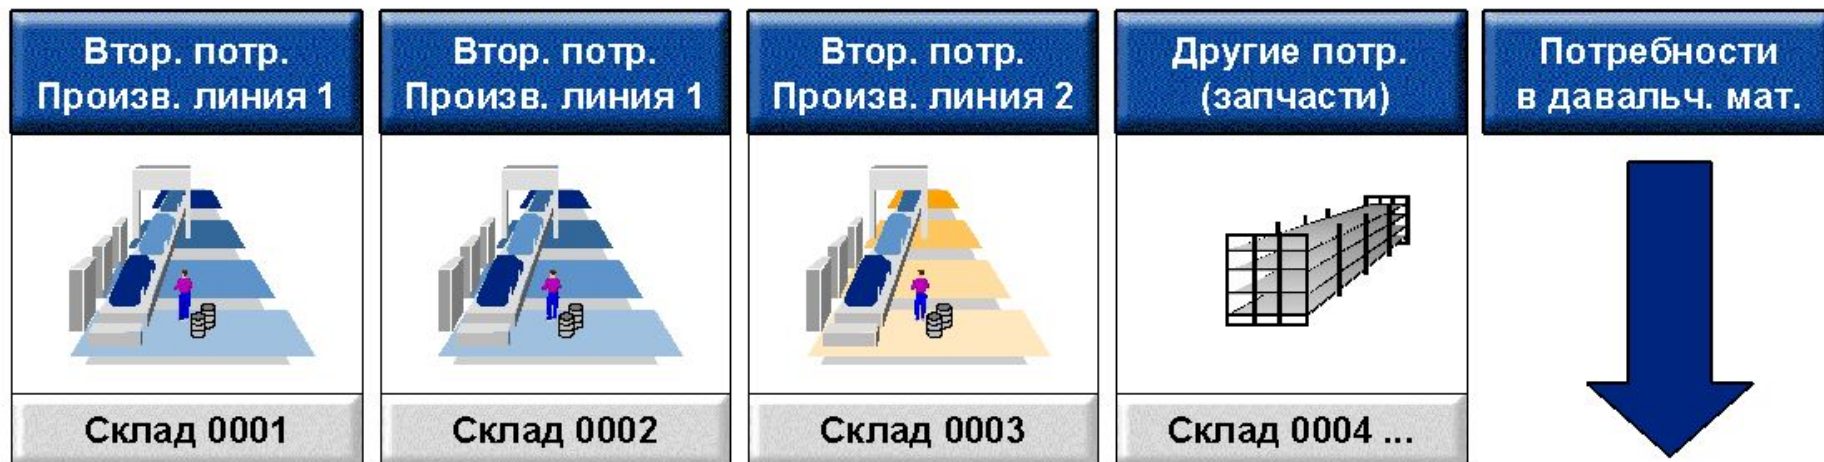 Втор. потр.
Произв. линия 1
Втор. потр.
Произв. линия 1
Втор. потр.
Произв. линия 2
Другие потр.
(запчасти)
Потребности
в давальч. мат.
Склад 0001
Склад 0002
Склад 0003
Склад 0004 ...